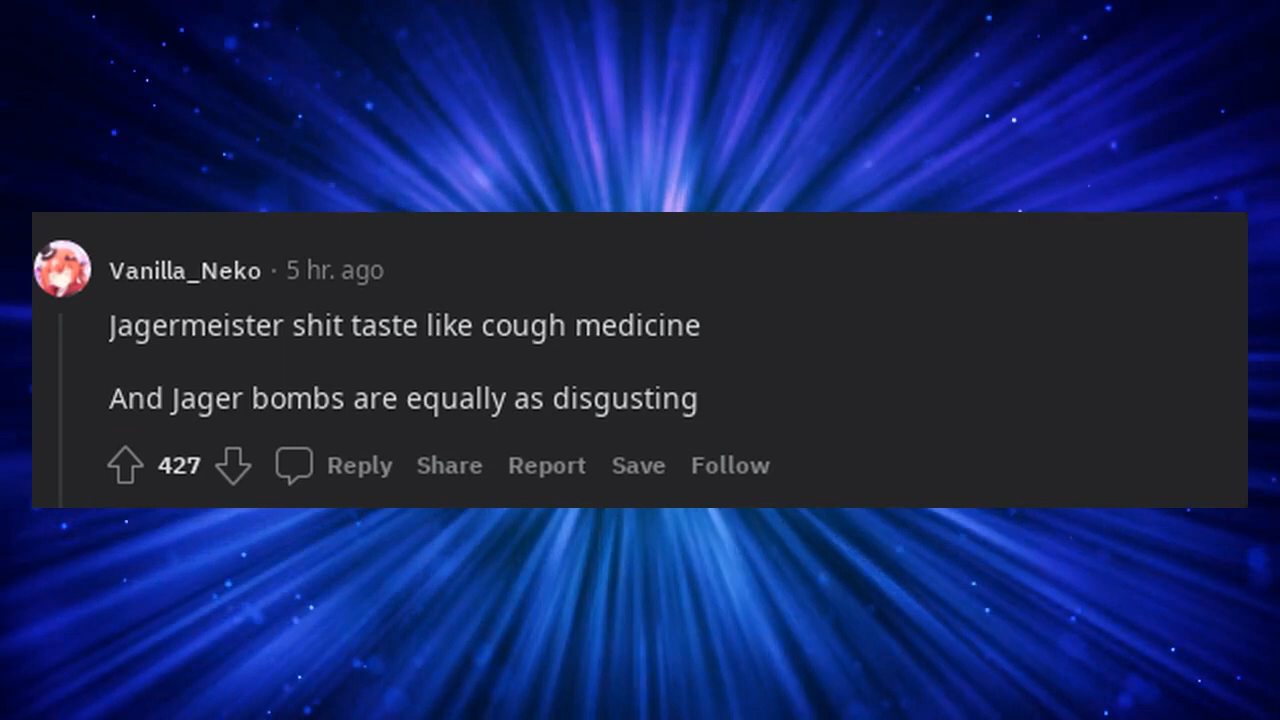 Vanilla_Neko · 5 hr. ago
Jagermeister shit taste like cough medicine
And Jager bombs are equally as disgusting
427 Reply Share Report Save Follow